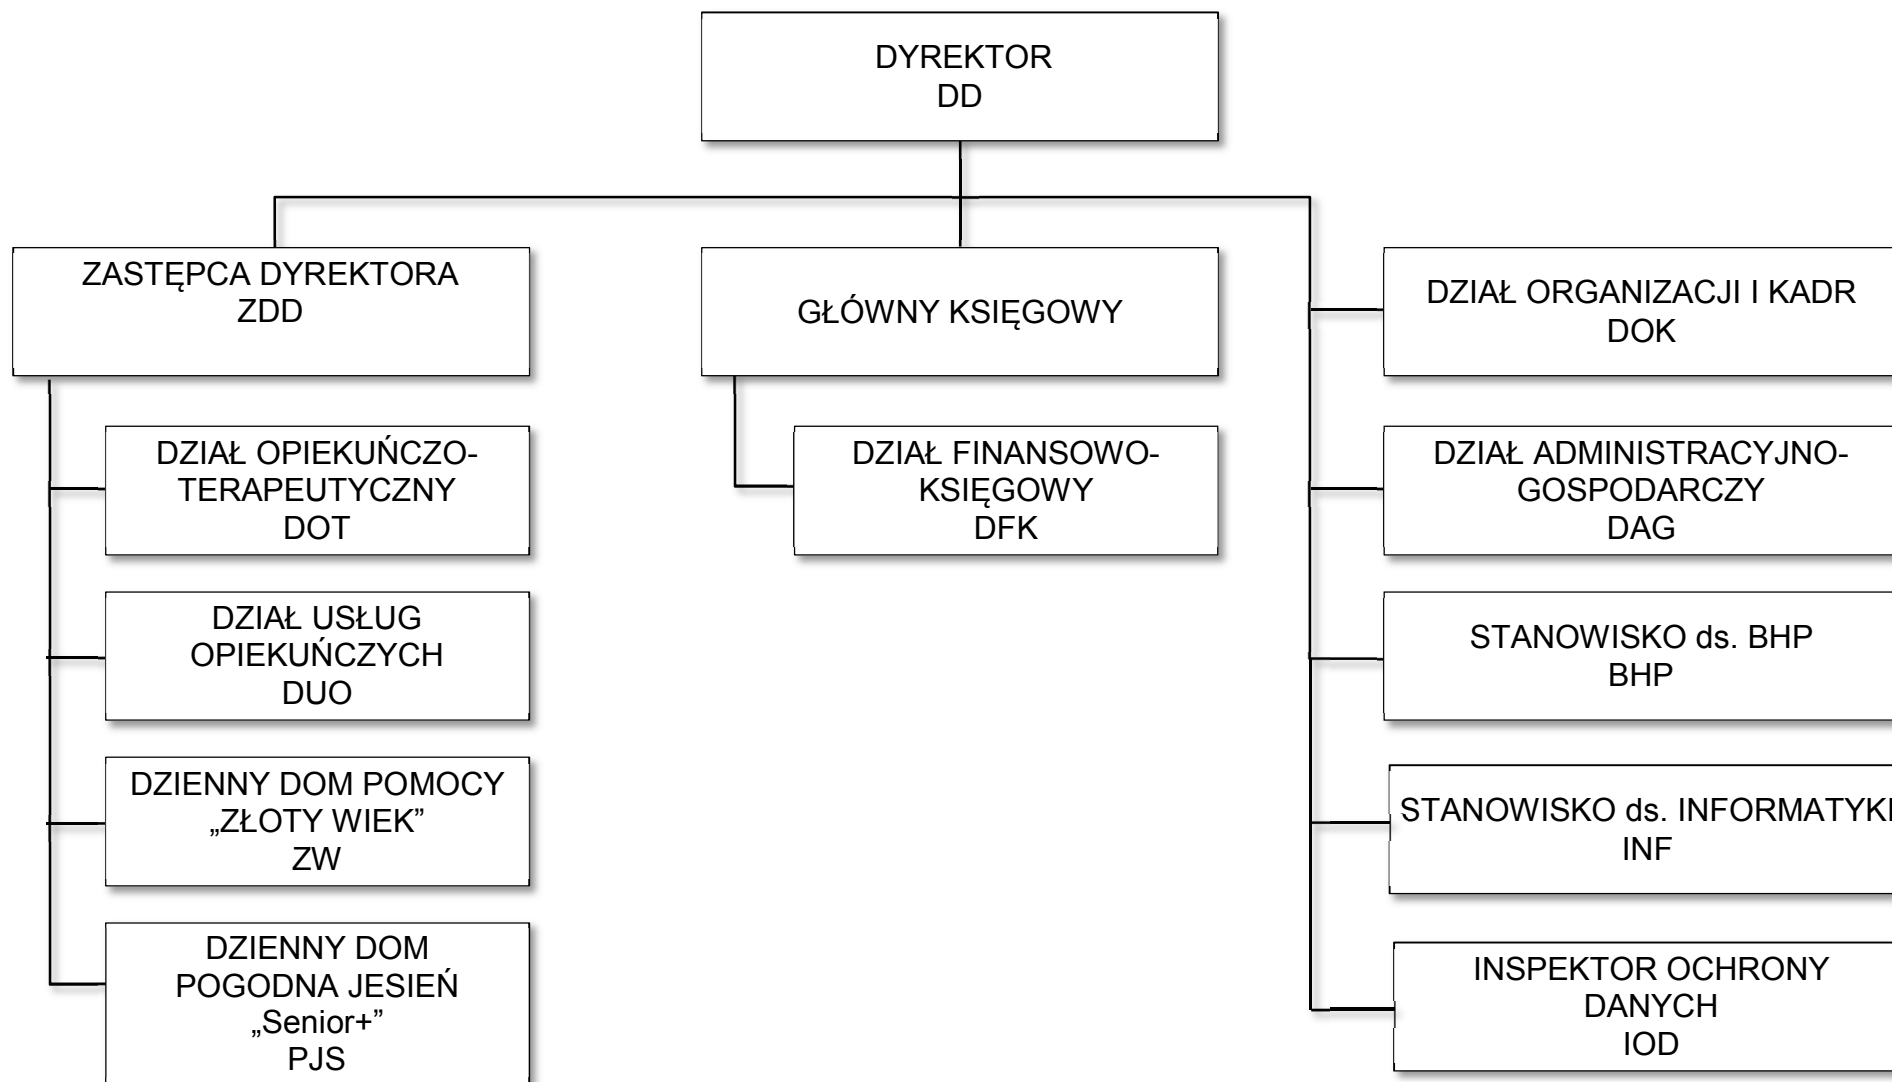 DYREKTOR
DD
ZASTĘPCA DYREKTORA
ZDD
GŁÓWNY KSIĘGOWY
DZIAŁ ORGANIZACJI I KADR
DOK
DZIAŁ OPIEKUŃCZO-
TERAPEUTYCZNY
DOT
DZIAŁ FINANSOWO-
KSIĘGOWY
DFK
DZIAŁ ADMINISTRACYJNO-
GOSPODARCZY
DAG
DZIAŁ USŁUG
OPIEKUŃCZYCH
DUO
STANOWISKO ds. BHP
BHP
DZIENNY DOM POMOCY
„ZŁOTY WIEK”
ZW
STANOWISKO ds. INFORMATYKI
INF
DZIENNY DOM
POGODNA JESIEŃ
„Senior+”
PJS
INSPEKTOR OCHRONY
DANYCH
IOD